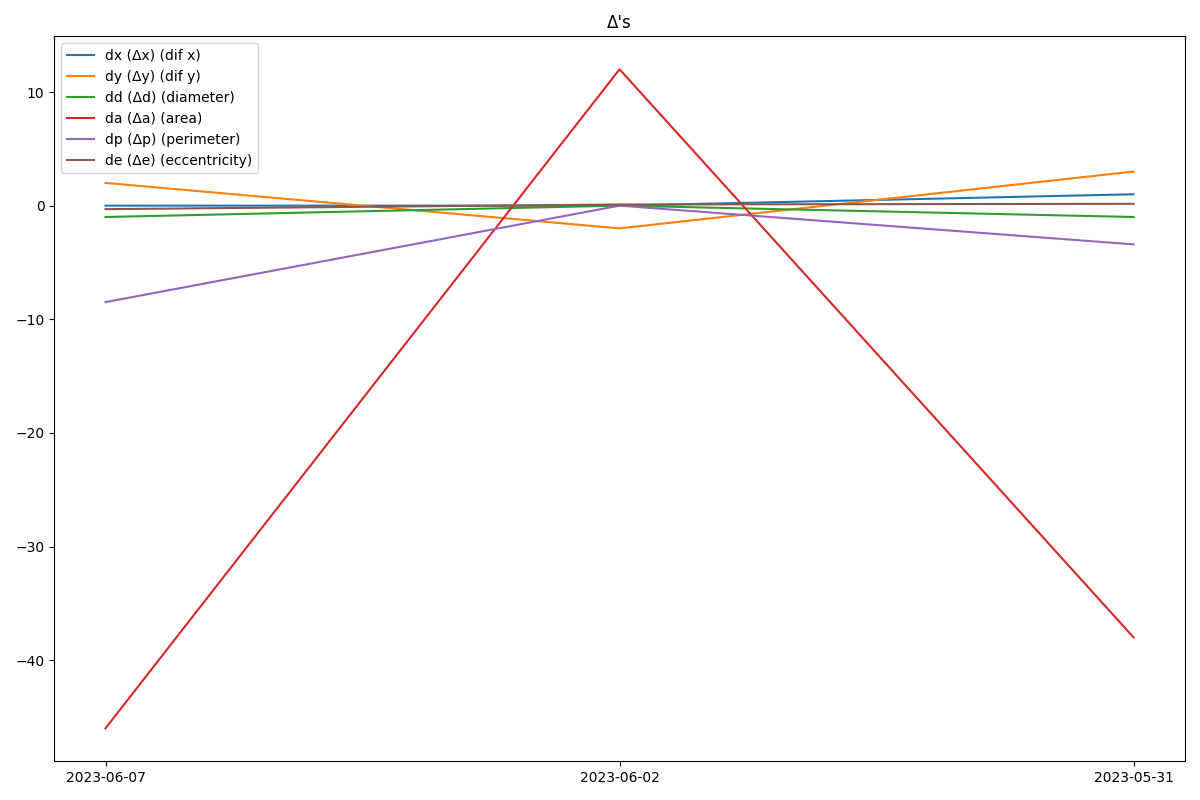 Δ's
dx (Δx) (dif x)
dy (Δy) (dif y)
dd (Δd) (diameter)
da (Δa) (area)
dp (Δp) (perimeter)
de (Δe) (eccentricity)
10
0
−10
−20
−30
−40
2023-06-07 2023-06-02 2023-05-31